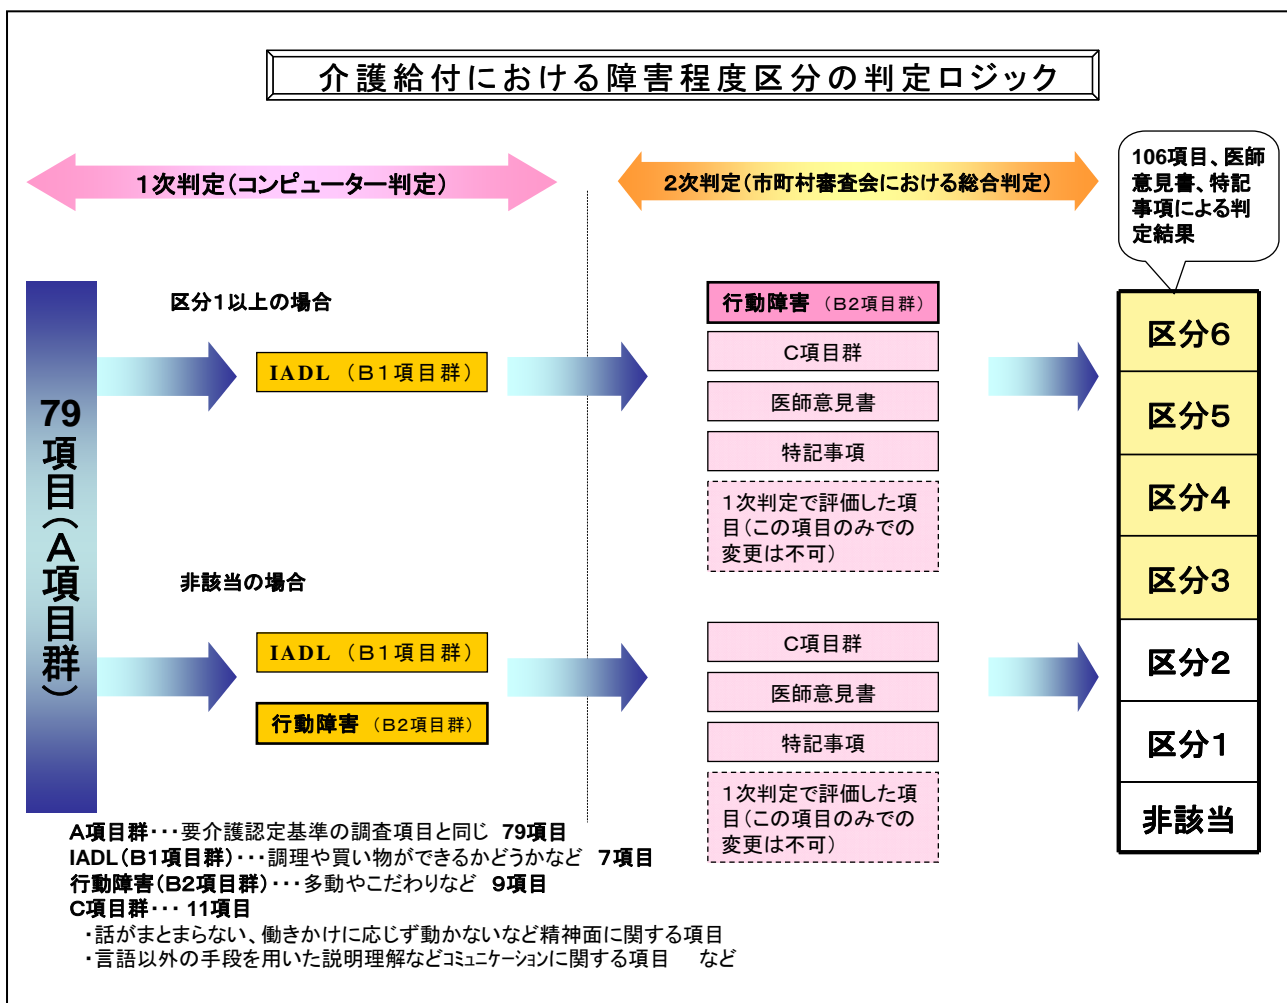 介護給付における障害程度区分の判定ロジック
1次判定(コンピューター判定)
2次判定(市町村審査会における総合判定)
106項目、医師
意見書、特記
事項による判
定結果
79項目(A項目群)
区分1以上の場合
IADL (B1項目群)
行動障害 (B2項目群)
C項目群
医師意見書
特記事項
1次判定で評価した項
目(この項目のみでの
変更は不可)
非該当の場合
IADL (B1項目群)
行動障害 (B2項目群)
C項目群
医師意見書
特記事項
1次判定で評価した項
目(この項目のみでの
変更は不可)
区分6
区分5
区分4
区分3
区分2
区分1
非該当
A項目群・・・要介護認定基準の調査項目と同じ 79項目
IADL(B1項目群)・・・調理や買い物ができるかどうかなど 7項目
行動障害(B2項目群)・・・多動やこだわりなど 9項目
C項目群・・・ 11項目
・話がまとまらない、働きかけに応じず動かないなど精神面に関する項目
・言語以外の手段を用いた説明理解などコミュニケーションに関する項目 など